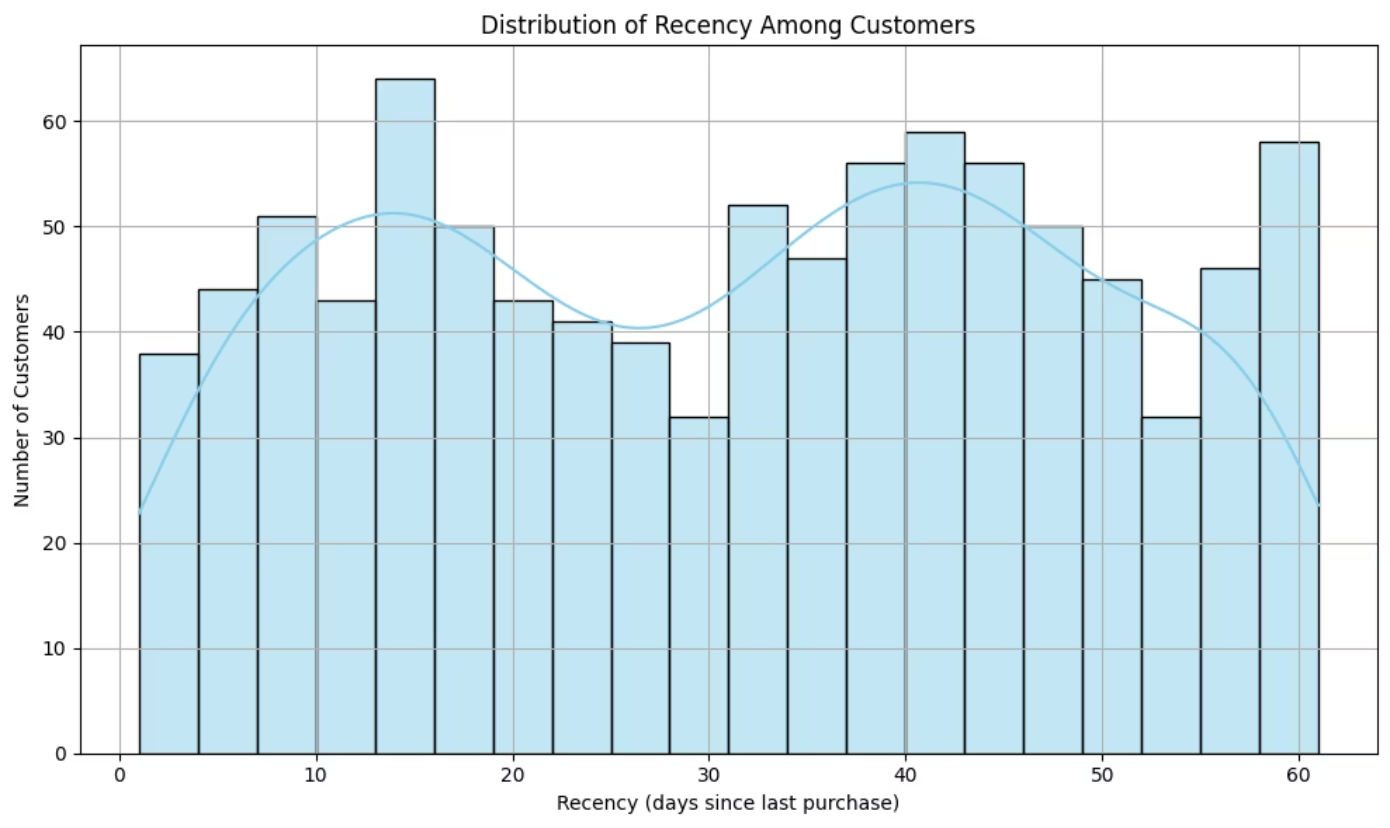 Distribution of Recency Among Customers
Number of Customers
60
50
40
30
20
10
0
0 10 20 30 40 50 60
Recency (days since last purchase)